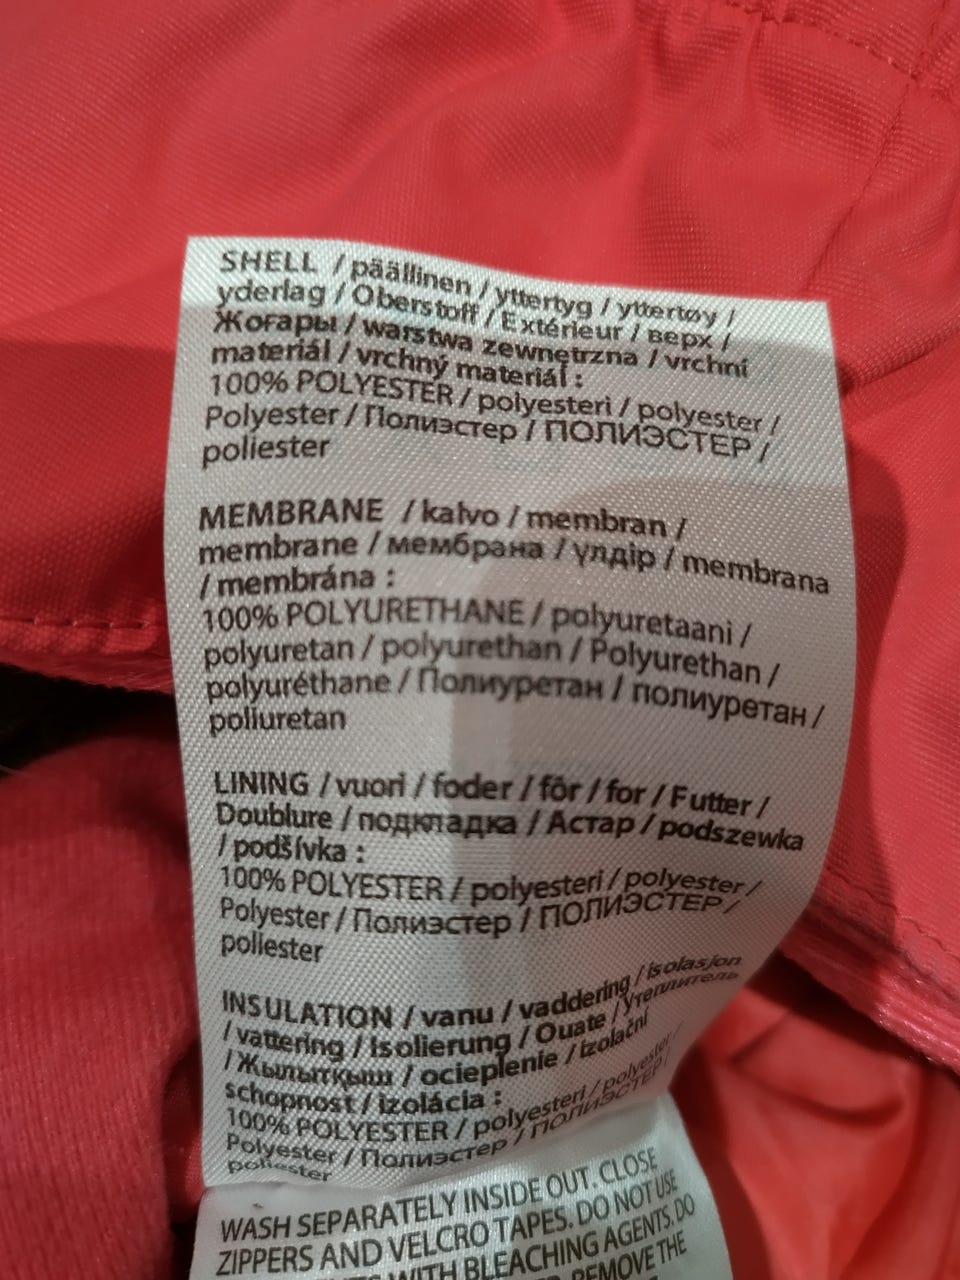 SHELL / päällinen / yttertyg / yttertøy /
yderlag / Oberstoff / Extérieur / верх /
Жоғары / warstwa zewnętrzna / vrchní
materiál / vrchný materiál :
100% POLYESTER / polyesteri / polyester /
Polyester / Полиэстер / ПОЛИЭСТЕР /
poliester
MEMBRANE / kalvo / membran /
membrane / мембрана / үлдір / membrana
/ membrána :
100% POLYURETHANE / polyuretaani /
polyuretan / polyurethan / Polyurethan /
polyuréthane / Полиуретан / полиуретан /
poliuretan
LINING / vuori / foder / fôr / for / Futter /
Doublure / подкладка / Астар / podszewka
/ podšívka :
100% POLYESTER / polyesteri / polyester /
Polyester / Полиэстер / ПОЛИЭСТЕР /
poliester
INSULATION / vanu / vaddering / isolasjon
/ vattering / Isolierung / Ouate / Утеплитель
/ Жылытқыш / ocieplenie / izolační
schopnost / izolácia :
100% POLYESTER / polyesteri / polyester /
Polyester / Полиэстер / ПОЛИЭСТЕР /
poliester
WASH SEPARATELY INSIDE OUT. CLOSE
ZIPPERS AND VELCRO TAPES. DO NOT USE
WITH BLEACHING AGENTS. DO
REMOVE THE